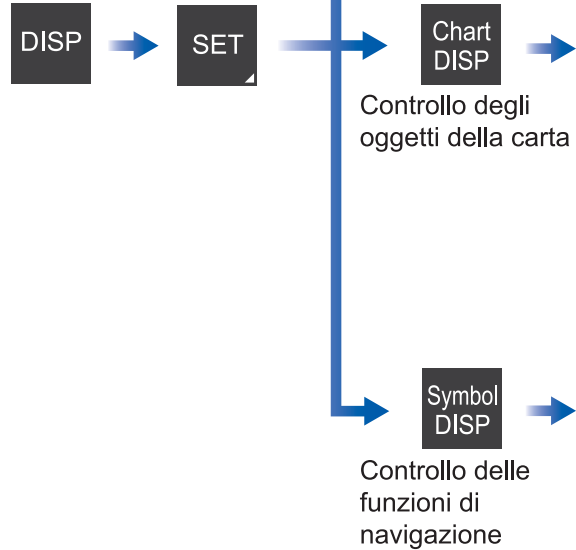 DISP
SET
Chart
DISP
Controllo degli
oggetti della carta
Symbol
DISP
Controllo delle
funzioni di
navigazione